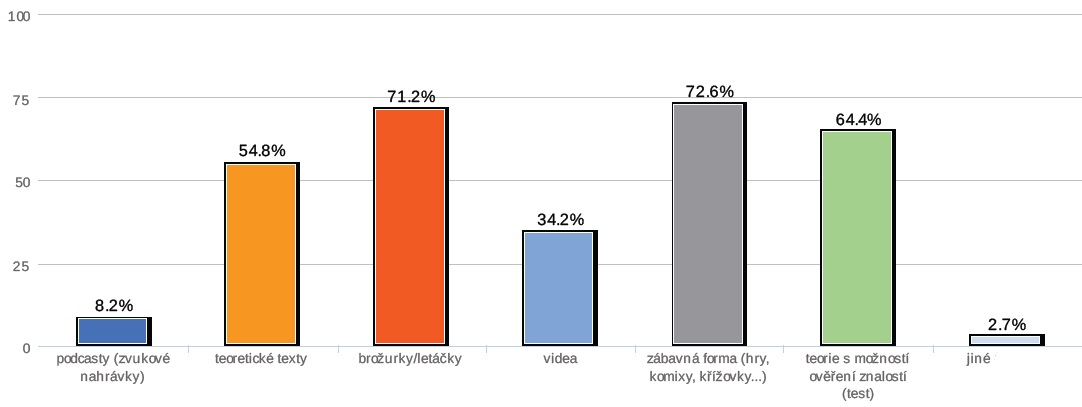 100
75
50
25
0
8.2%
54.8%
71.2%
34.2%
72.6%
64.4%
2.7%
podcasty (zvukové
nahrávky)
teoretické texty
brožurky/letáčky
videa
zábavná forma (hry,
komixy, křížovky...)
teorie s možností
ověření znalostí
(test)
jiné